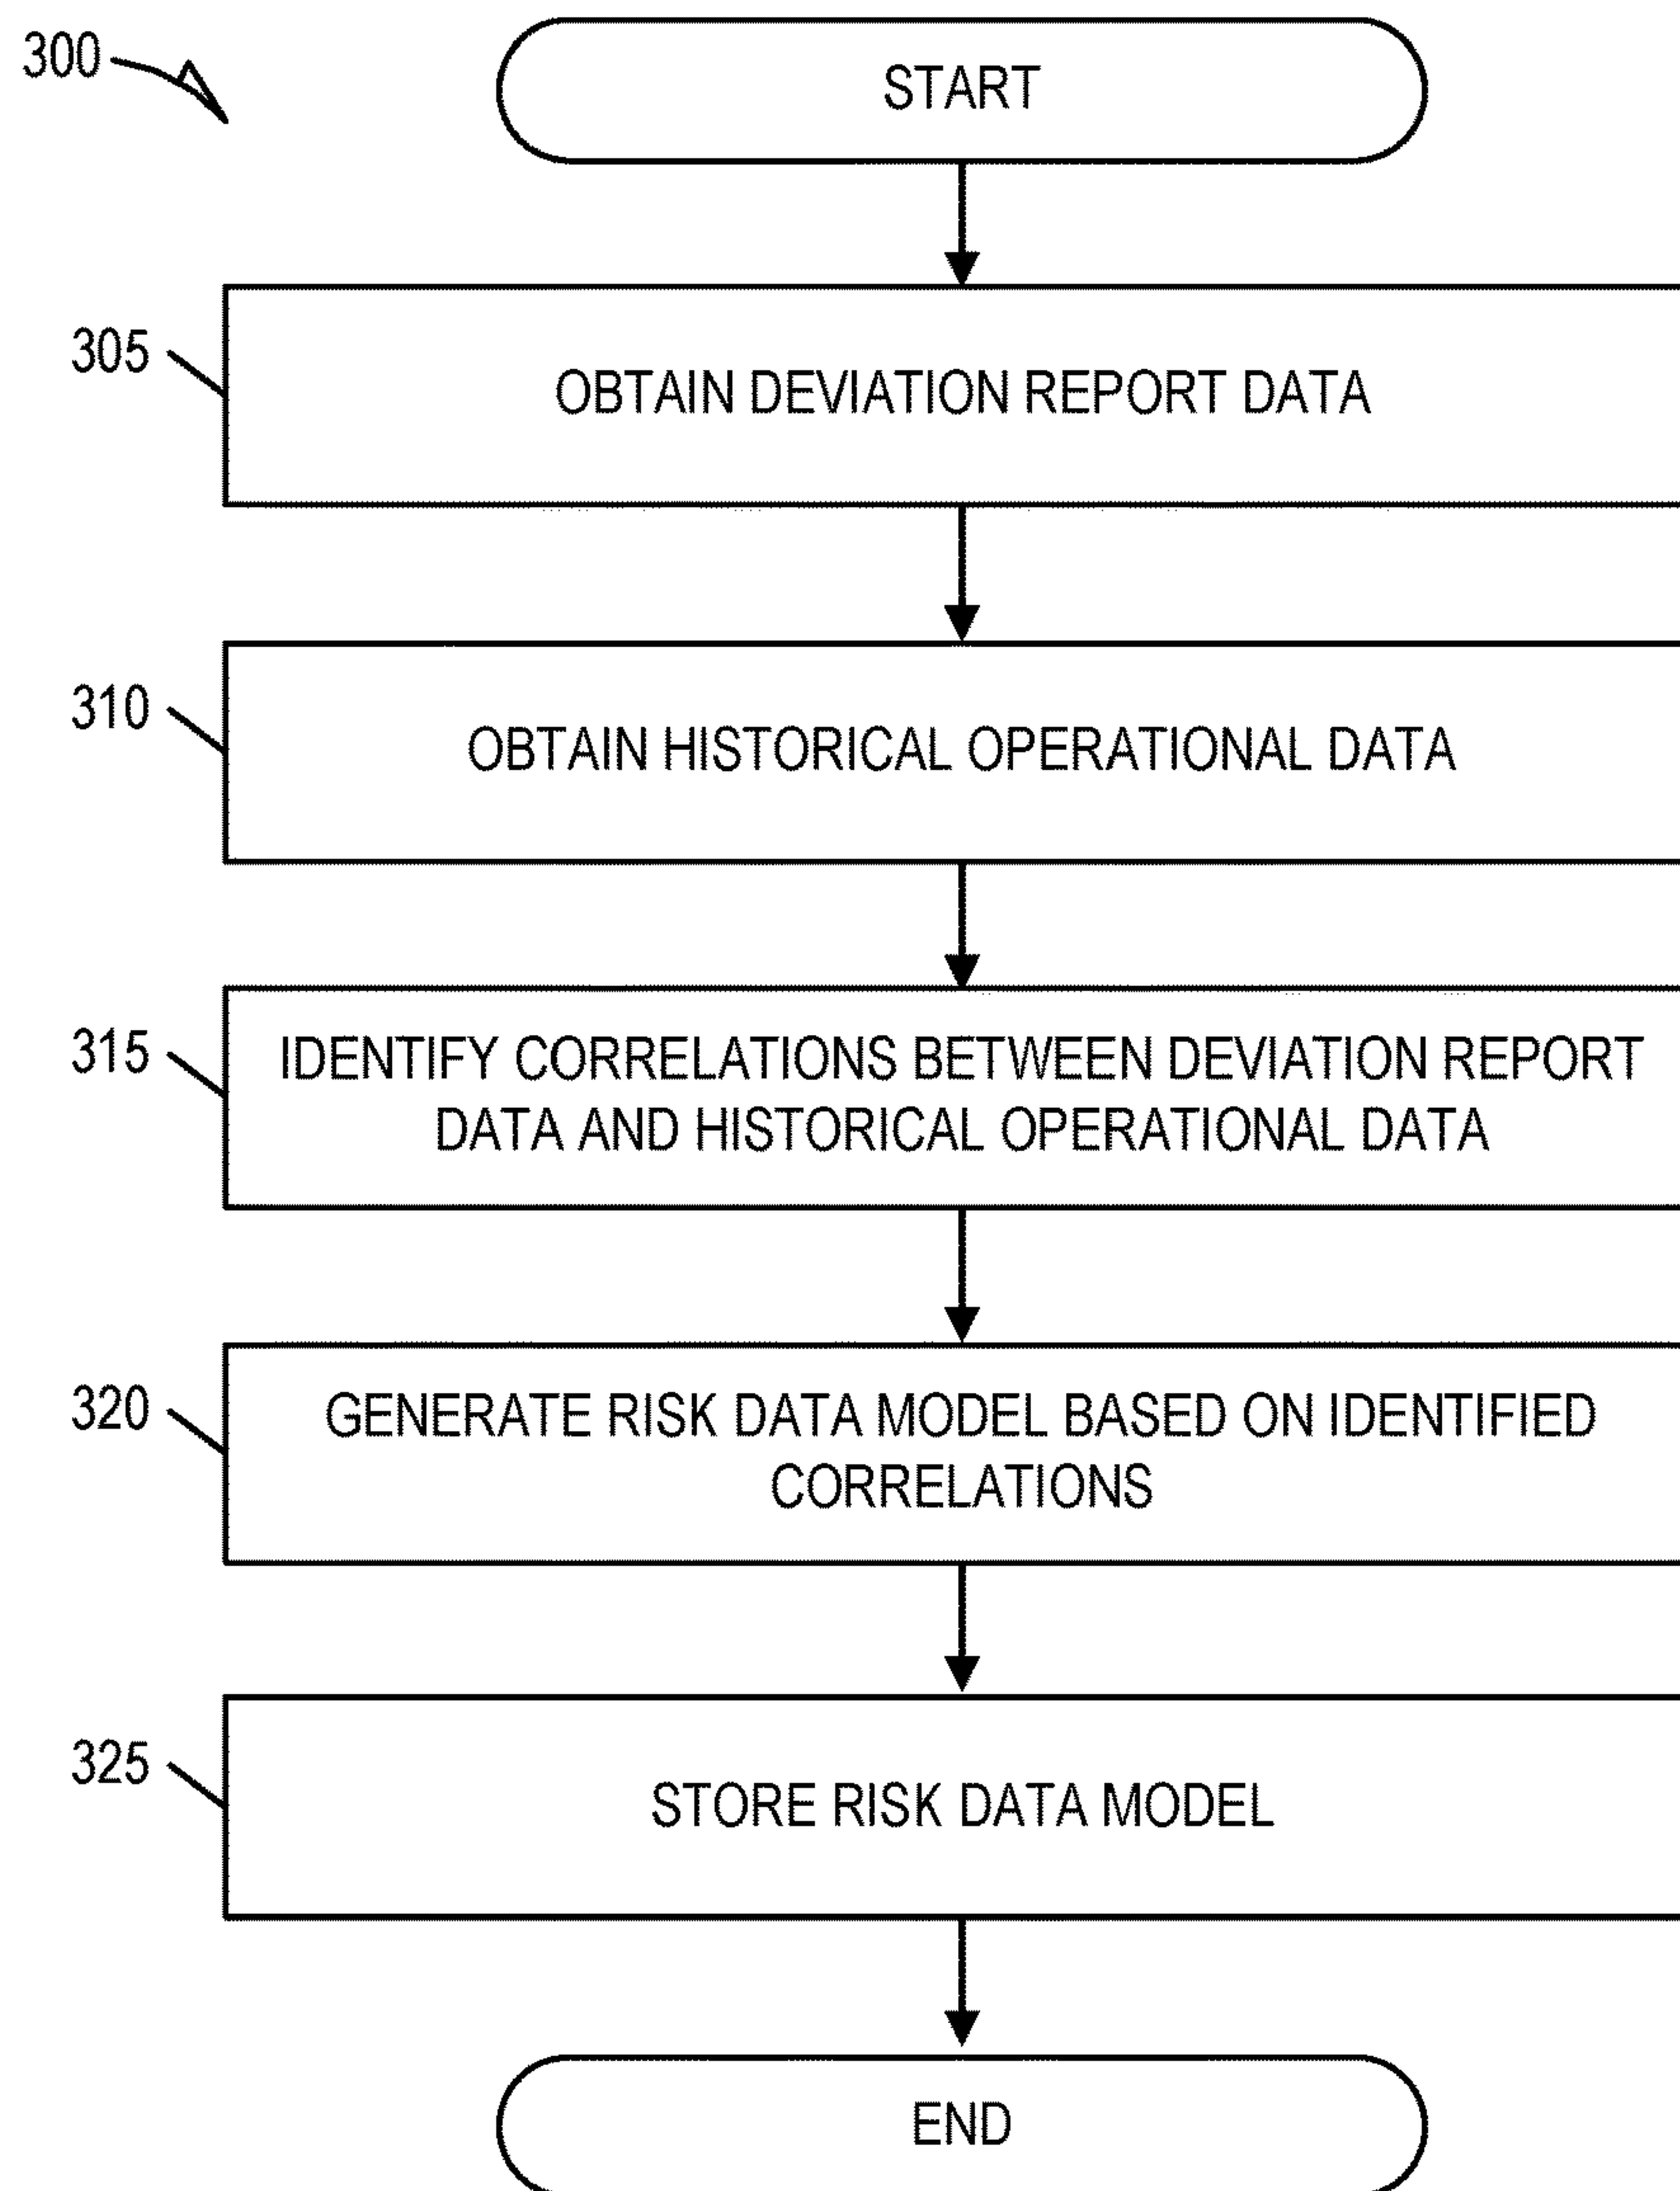 300
START
305
OBTAIN DEVIATION REPORT DATA
310
OBTAIN HISTORICAL OPERATIONAL DATA
315
IDENTIFY CORRELATIONS BETWEEN DEVIATION REPORT
DATA AND HISTORICAL OPERATIONAL DATA
320
GENERATE RISK DATA MODEL BASED ON IDENTIFIED
CORRELATIONS
325
STORE RISK DATA MODEL
END